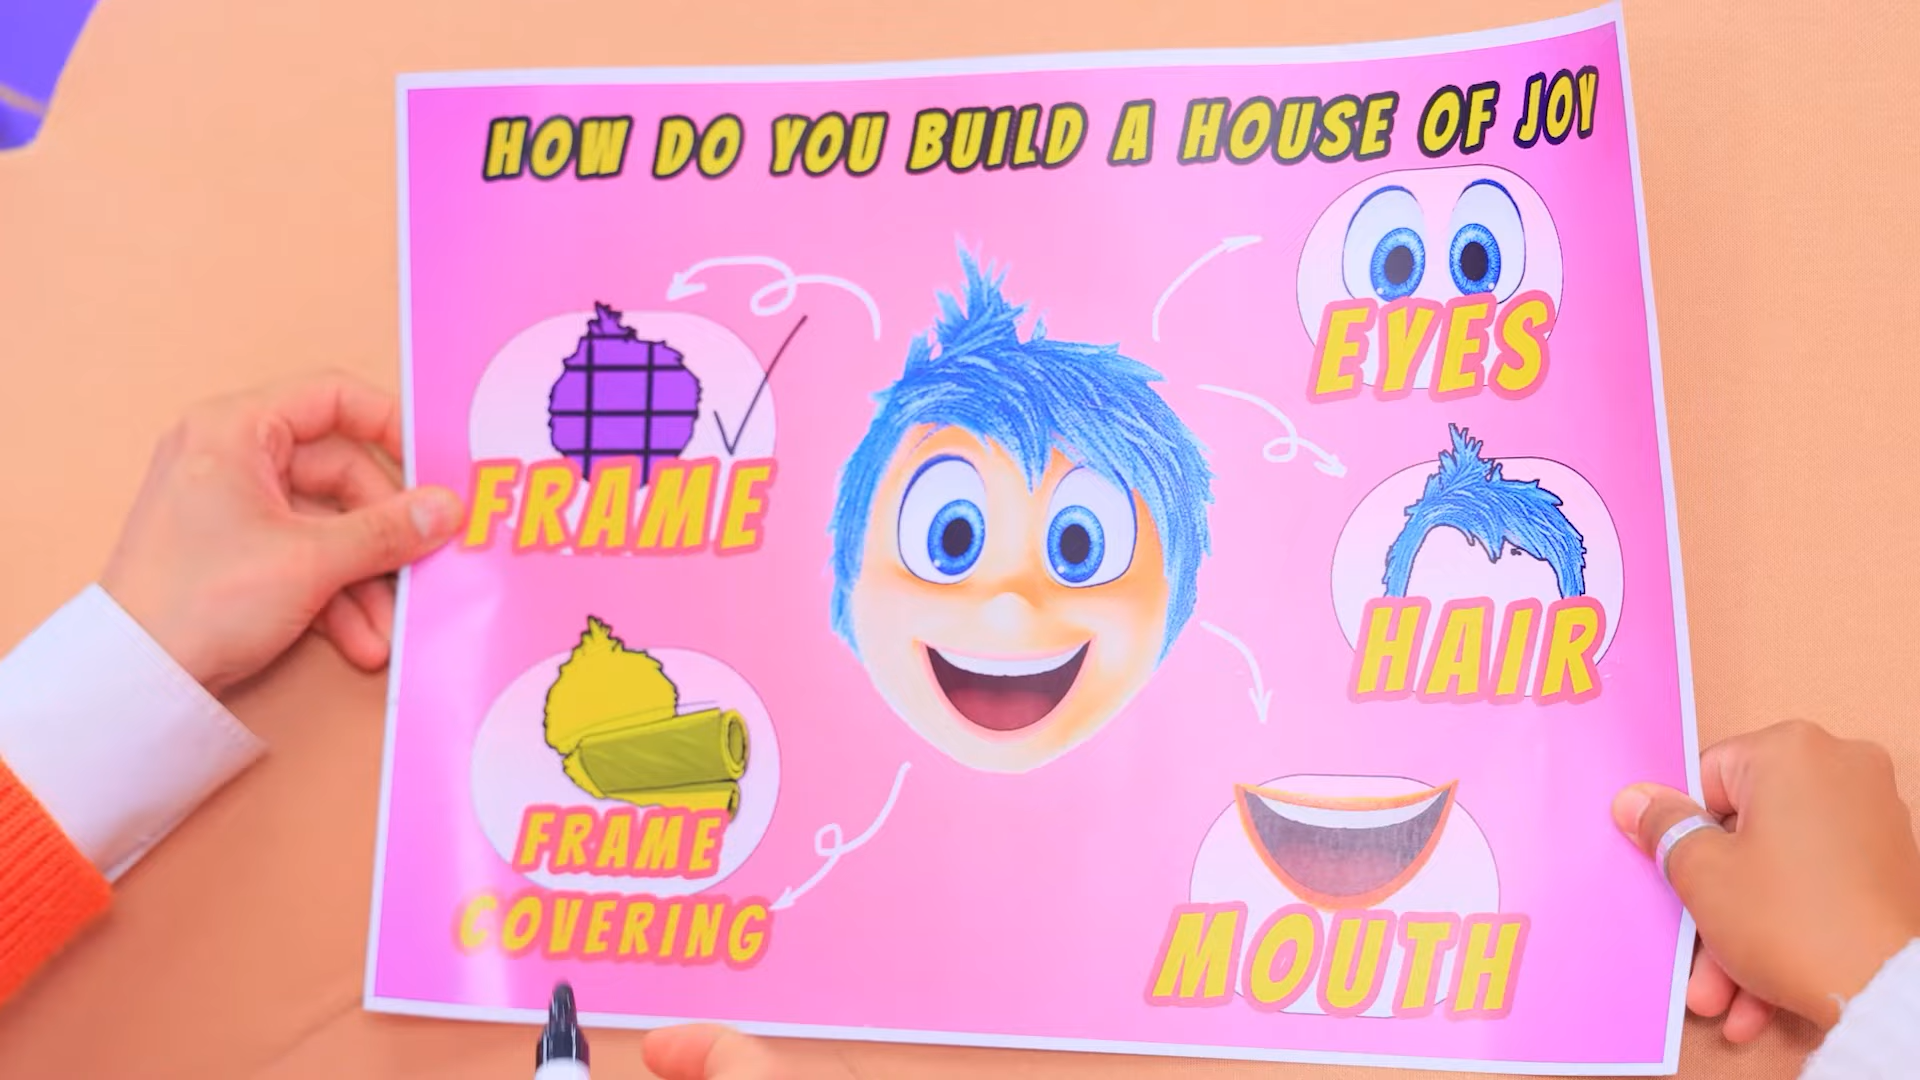 HOW DO YOU BUILD A HOUSE OF JOY
EYES
FRAME
HAIR
FRAME
COVERING
MOUTH